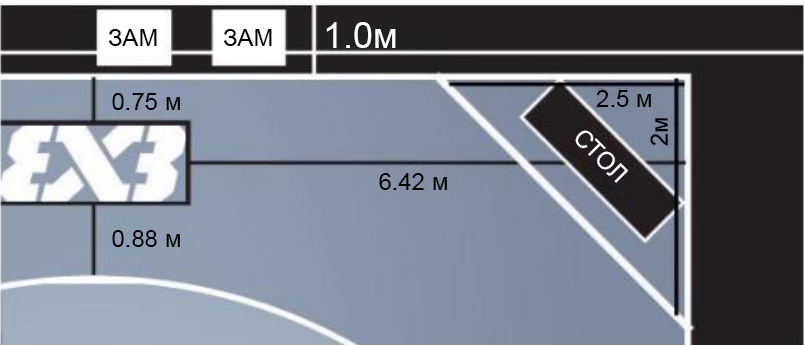 ЗАМ ЗАМ 1.0м
0.75 м
2.5 м
2м
3X3
СТОЛ
6.42 м
0.88 м